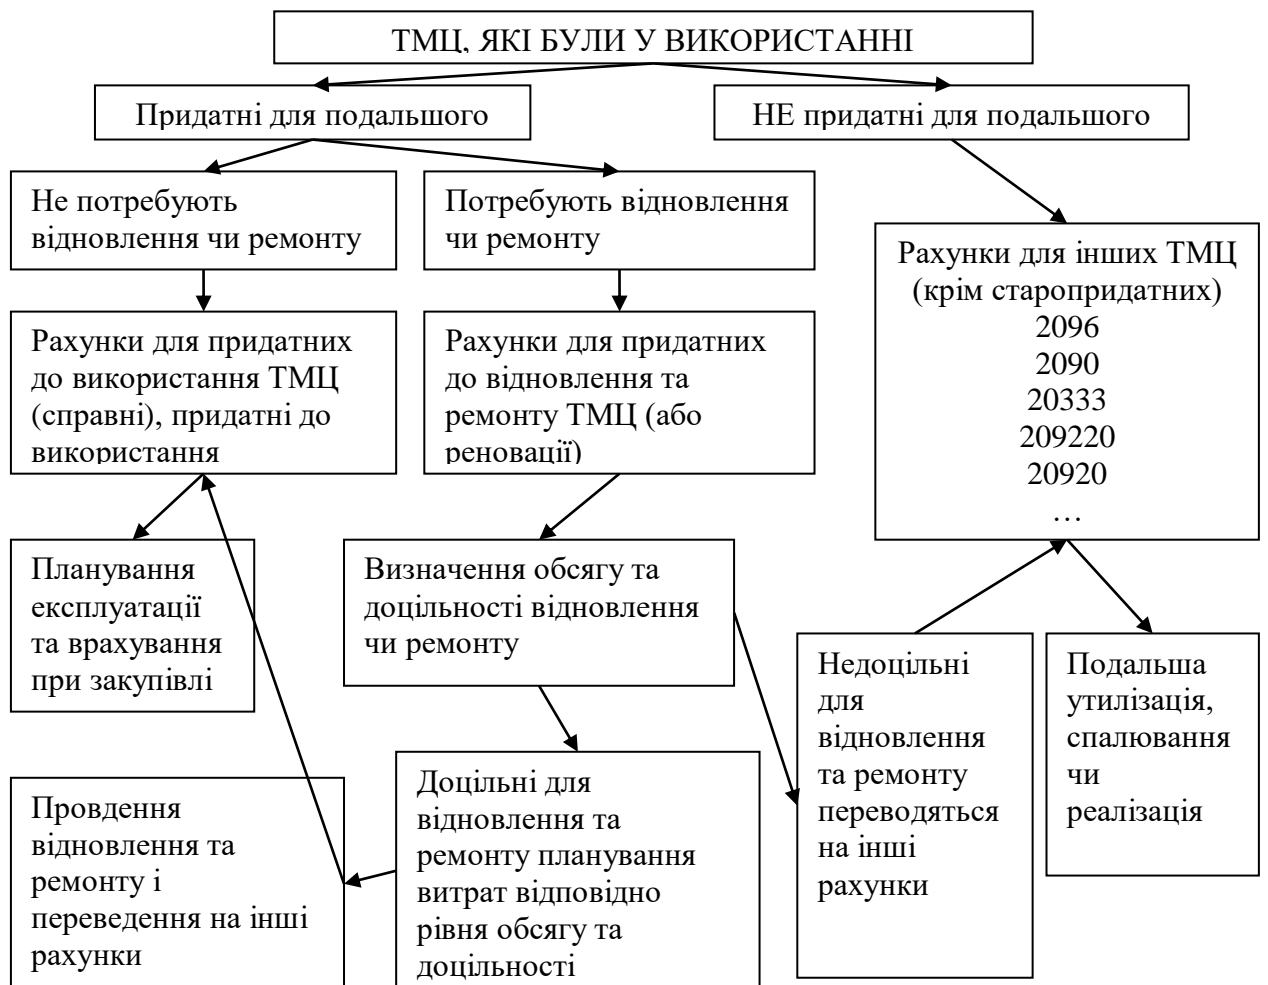 ТМЦ, ЯКІ БУЛИ У ВИКОРИСТАННІ
Придатні для подальшого
НЕ придатні для подальшого
Не потребують
відновлення чи ремонту
Потребують відновлення
чи ремонту
Рахунки для інших ТМЦ
(крім старопридатних)
2096
2090
20333
209220
20920
…
Рахунки для придатних
до використання ТМЦ
(справні), придатні до
використання
Рахунки для придатних
до відновлення та
ремонту ТМЦ (або
реновації)
Планування
експлуатації
та врахування
при закупівлі
Визначення обсягу та
доцільності відновлення
чи ремонту
Недоцільні
для
відновлення
та ремонту
переводяться
на інші
рахунки
Подальша
утилізація,
спалювання
чи
реалізація
Провдення
відновлення та
ремонту і
переведення на інші
рахунки
Доцільні для
відновлення та
ремонту планування
витрат відповідно
рівня обсягу та
доцільності